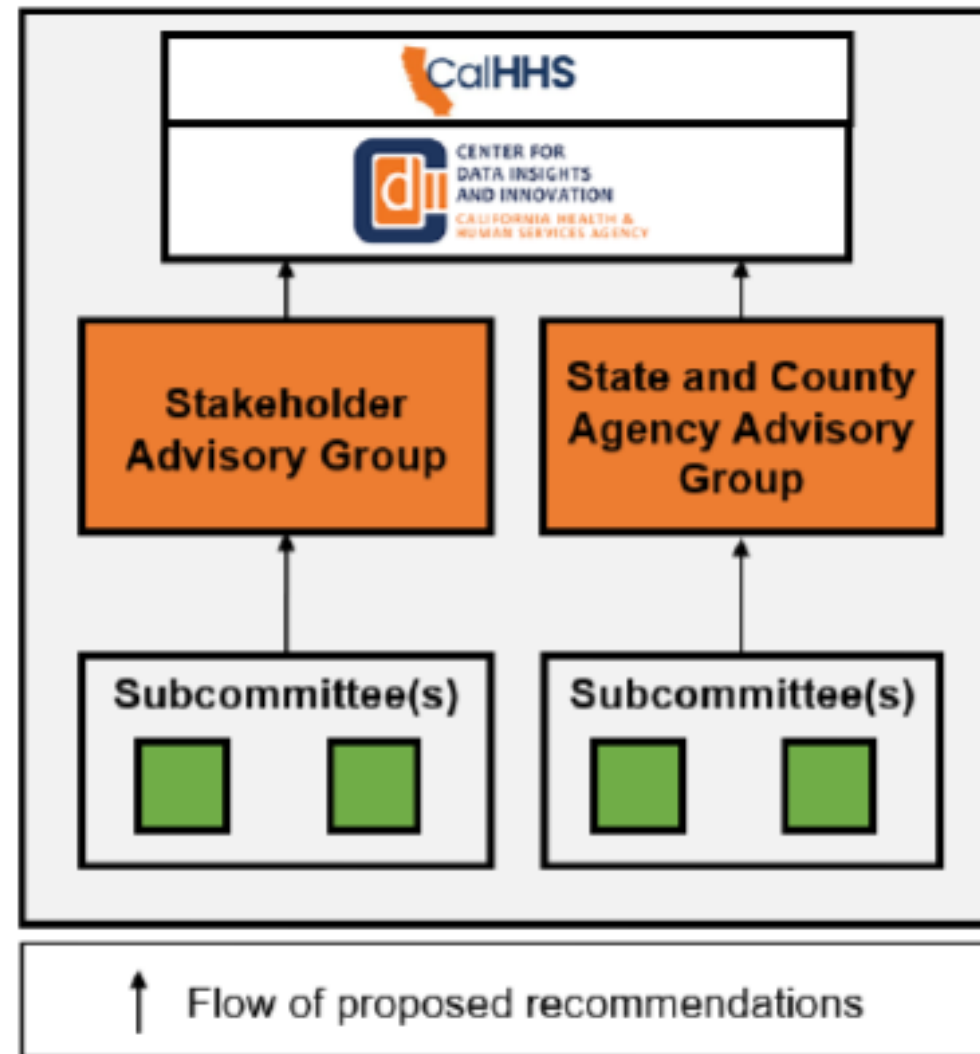 CalHHS
cdii
CENTER FOR
DATA INSIGHTS
AND INNOVATION
CALIFORNIA HEALTH &
HUMAN SERVICES AGENCY
Stakeholder
Advisory Group
State and County
Agency Advisory
Group
Subcommittee(s)
Subcommittee(s)
Flow of proposed recommendations